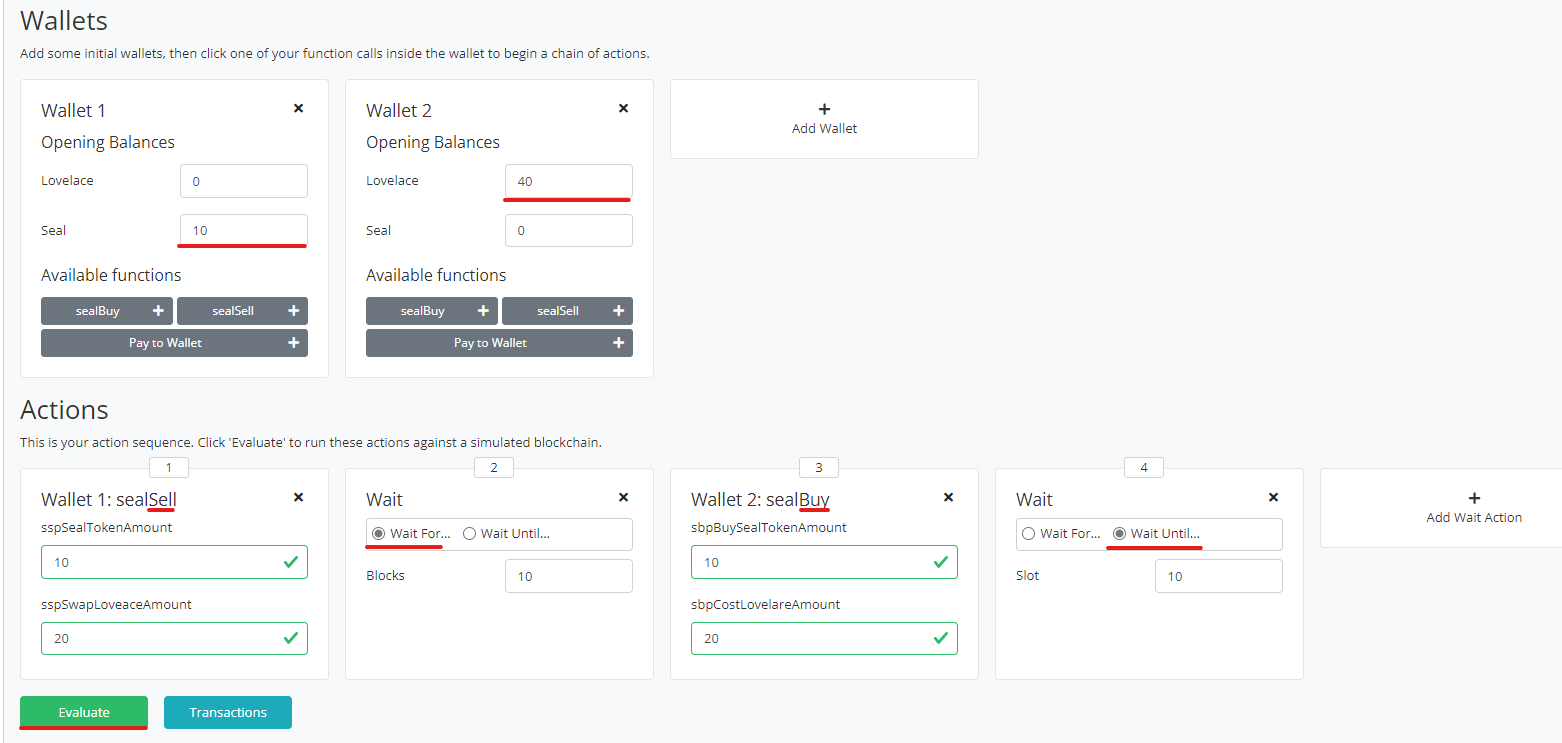 Wallets
Add some initial wallets, then click one of your function calls inside the wallet to begin a chain of actions.
Wallet 1 ×
Opening Balances
Lovelace 0
Seal 10
Available functions
sealBuy + sealSell +
Pay to Wallet +
Wallet 2 ×
Opening Balances
Lovelace 40
Seal 0
Available functions
sealBuy + sealSell +
Pay to Wallet +
+
Add Wallet
Actions
This is your action sequence. Click 'Evaluate' to run these actions against a simulated blockchain.
1
Wallet 1: sealSell ×
sspSealTokenAmount
10
sspSwapLoveaceAmount
20
2
Wait ×
Wait For... Wait Until...
Blocks 10
3
Wallet 2: sealBuy ×
sbpBuySealTokenAmount
10
sbpCostLovelareAmount
20
4
Wait ×
Wait For... Wait Until...
Slot 10
+
Add Wait Action
Evaluate Transactions